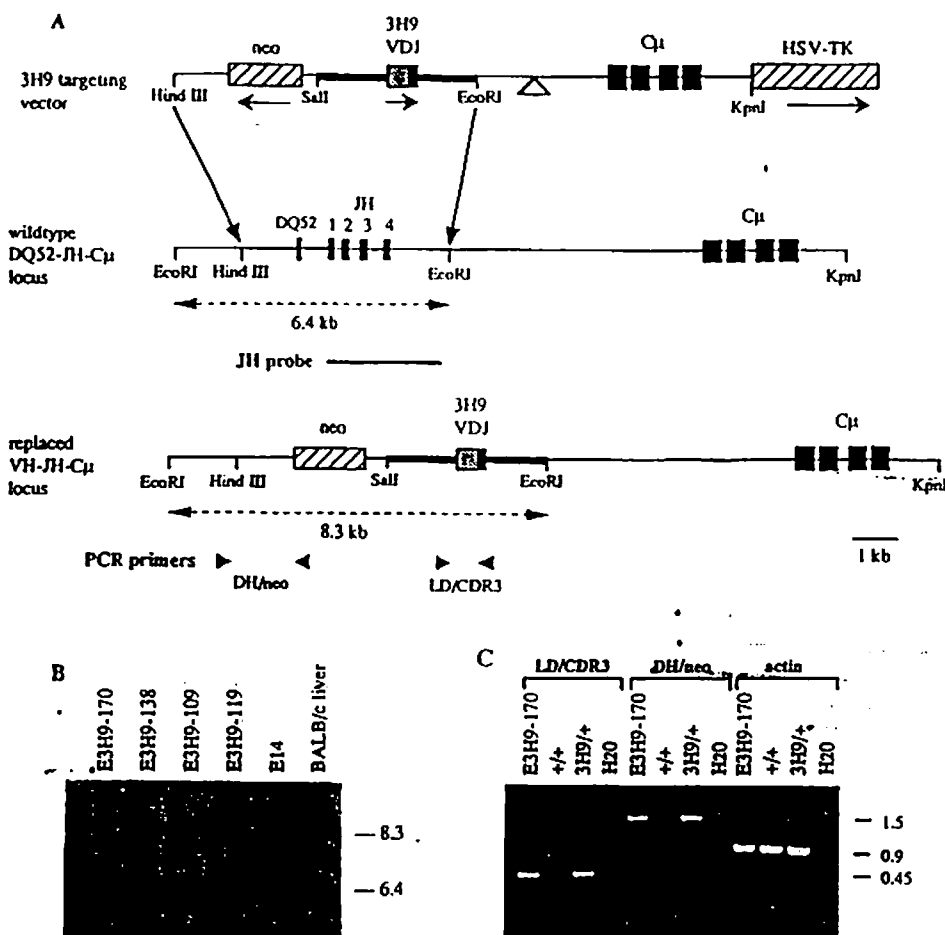 A
3H9 targeting vector
neo
3H9 VDJ
Cμ
HSV-TK
Hind III
SalI
EcoRI
KpnI
wildtype DQ52-JH-Cμ locus
DQ52
JH
1 2 3 4
Cμ
EcoRI
Hind III
EcoRI
KpnI
6.4 kb
JH probe
replaced VH-JH-Cμ locus
neo
3H9 VDJ
Cμ
EcoRI
Hind III
SalI
EcoRI
KpnI
8.3 kb
1 kb
PCR primers
DH/neo
LD/CDR3
B
E3H9-170
E3H9-138
E3H9-109
E3H9-119
E14
BALB/c liver
8.3
6.4
C
LD/CDR3
DH/neo
actin
E3H9-170
+/+
3H9/+
H20
E3H9-170
+/+
3H9/+
H20
E3H9-170
+/+
3H9/+
H20
1.5
0.9
0.45